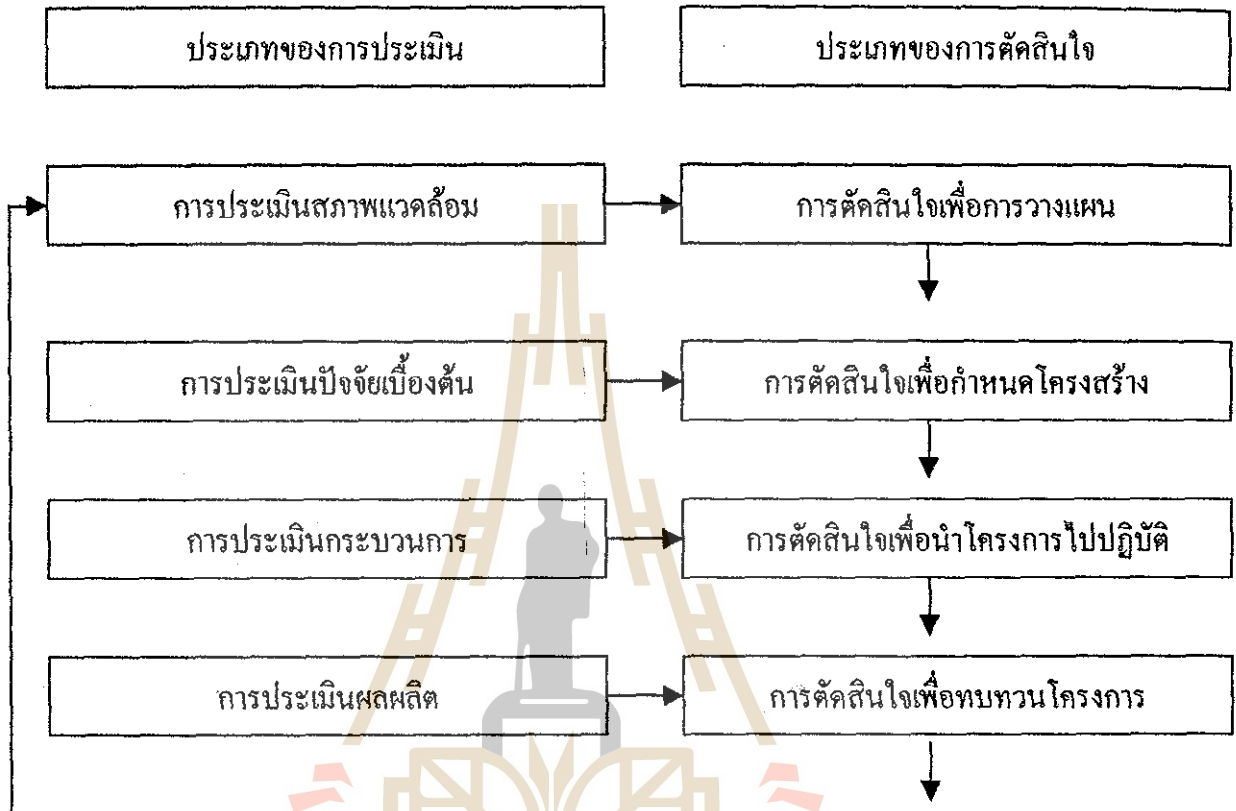 ประเภทของการประเมิน
ประเภทของการตัดสินใจ
การประเมินสภาพแวดล้อม
การตัดสินใจเพื่อการวางแผน
การประเมินปัจจัยเบื้องต้น
การตัดสินใจเพื่อกำหนดโครงสร้าง
การประเมินกระบวนการ
การตัดสินใจเพื่อนำโครงการไปปฏิบัติ
การประเมินผลผลิต
การตัดสินใจเพื่อทบทวนโครงการ